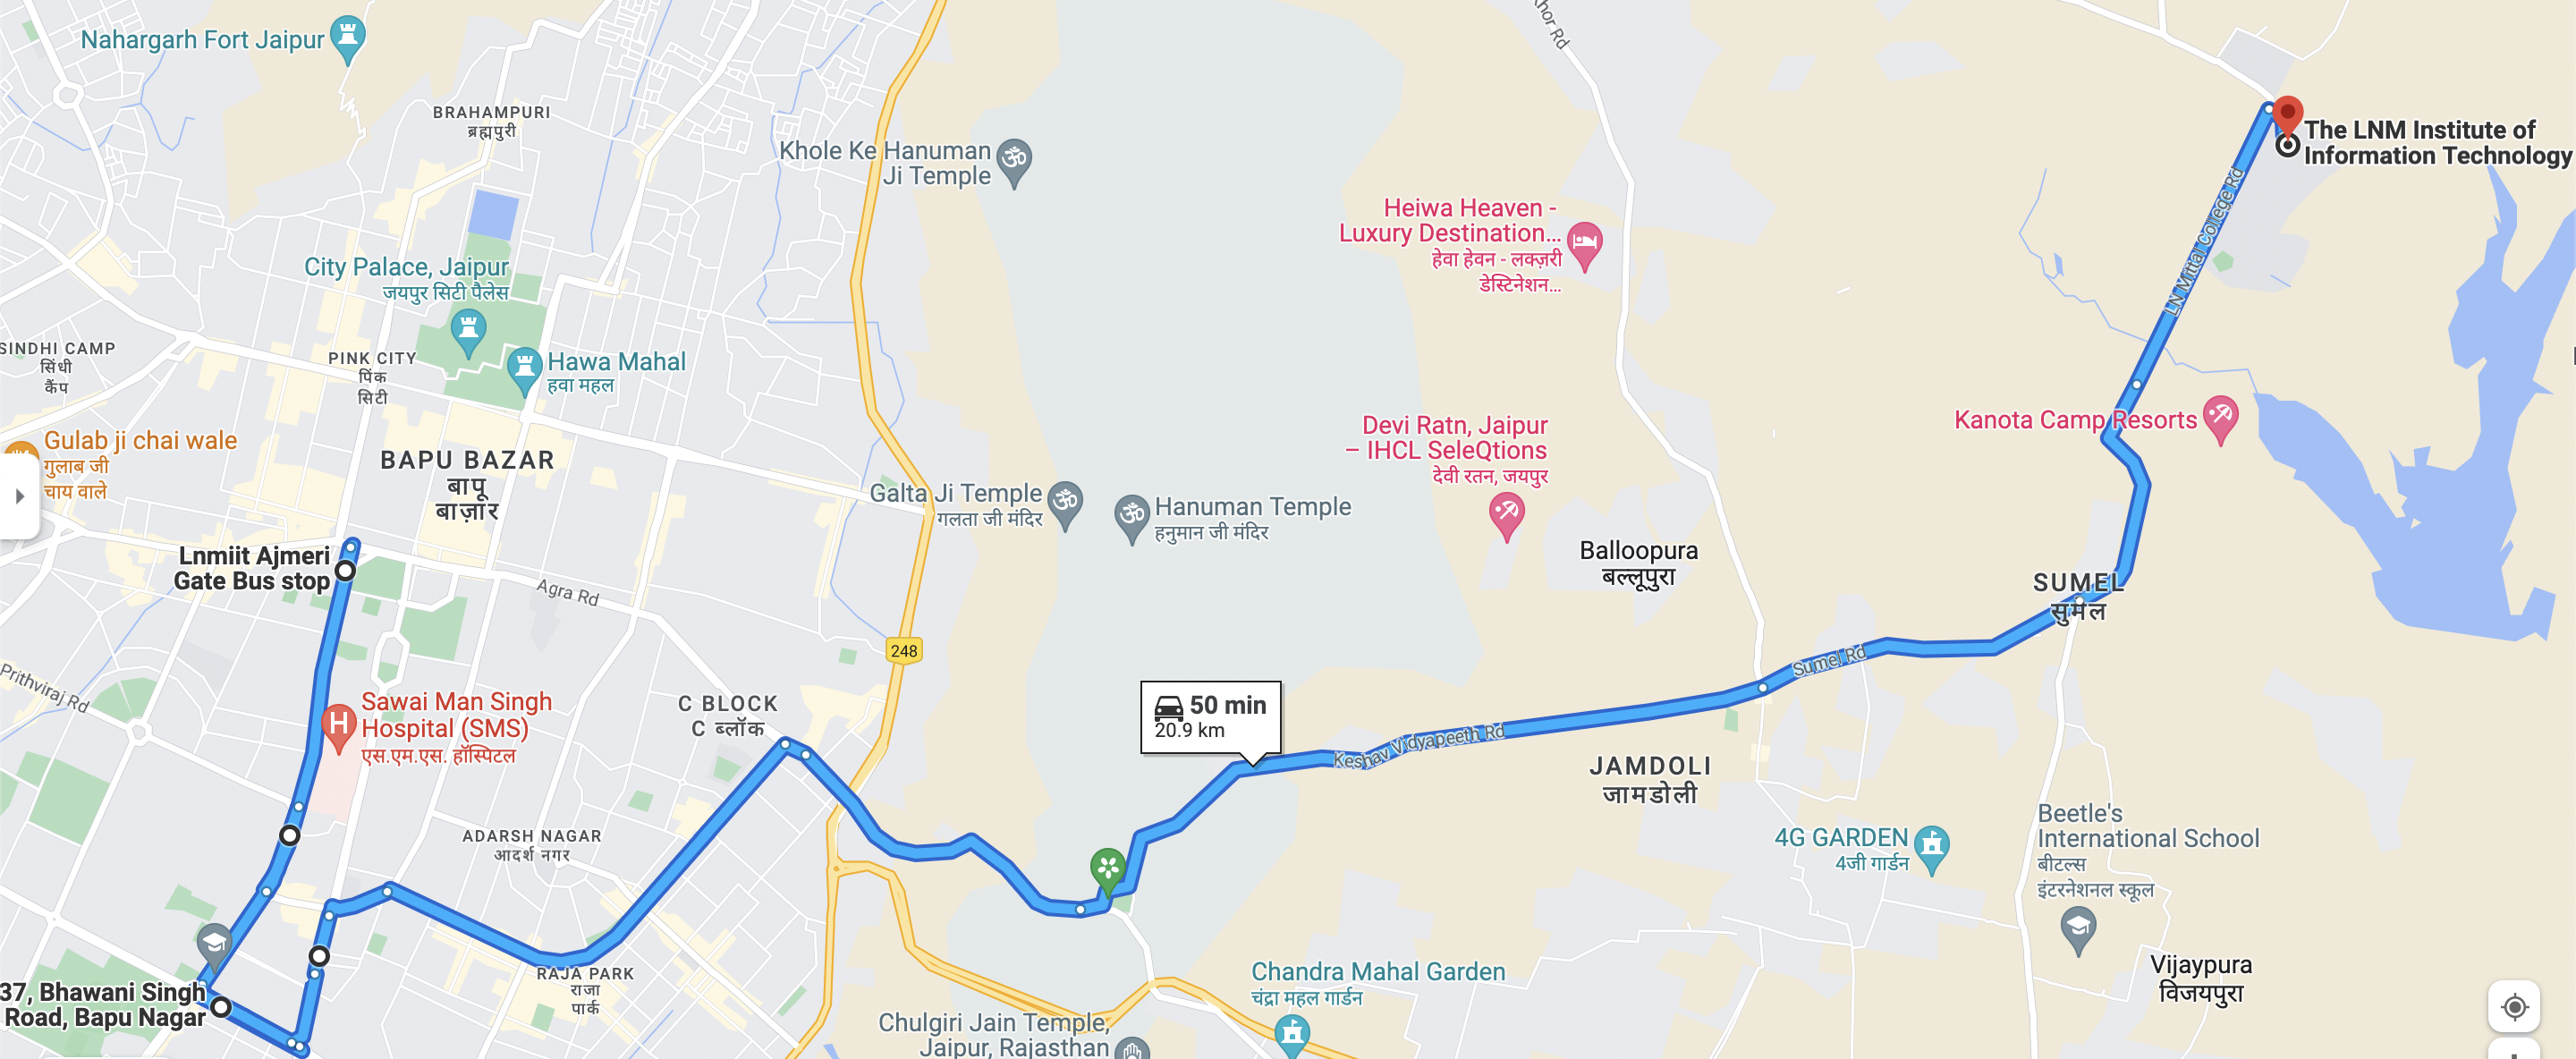 Nahargarh Fort Jaipur
Khor Rd
BRAHAMPURI
ब्रह्मपुरी
The LNM Institute of
Information Technology
Khole Ke Hanuman
Ji Temple
Heiwa Heaven -
Luxury Destination...
हेवा हेवन - लक्ज़री
डेस्टिनेशन...
LN Mittal College Rd
City Palace, Jaipur
जयपुर सिटी पैलेस
SINDHI CAMP
सिंधी
कैंप
PINK CITY
पिंक
सिटी
Hawa Mahal
हवा महल
Kanota Camp Resorts
Gulab ji chai wale
गुलाब जी
चाय वाले
BAPU BAZAR
बापू
बाज़ार
Devi Ratn, Jaipur
– IHCL SeleQtions
देवी रतन, जयपुर
Galta Ji Temple
गलता जी मंदिर
Hanuman Temple
हनुमान जी मंदिर
Lnmiit Ajmeri
Gate Bus stop
Agra Rd
Balloopura
बल्लूपुरा
SUMEL
सुमेल
248
Prithviraj Rd
Sawai Man Singh
Hospital (SMS)
एस.एम.एस. हॉस्पिटल
H
C BLOCK
C ब्लॉक
50 min
20.9 km
Sumel Rd
Keshav Vidyapeeth Rd
JAMDOLI
जामडोली
ADARSH NAGAR
आदर्श नगर
4G GARDEN
4जी गार्डन
Beetle's
International School
बीटल्स
इंटरनेशनल स्कूल
37, Bhawani Singh
Road, Bapu Nagar
RAJA PARK
राजा
पार्क
Chandra Mahal Garden
चंद्रा महल गार्डन
Vijaypura
विजयपुरा
Chulgiri Jain Temple,
Jaipur, Rajasthan